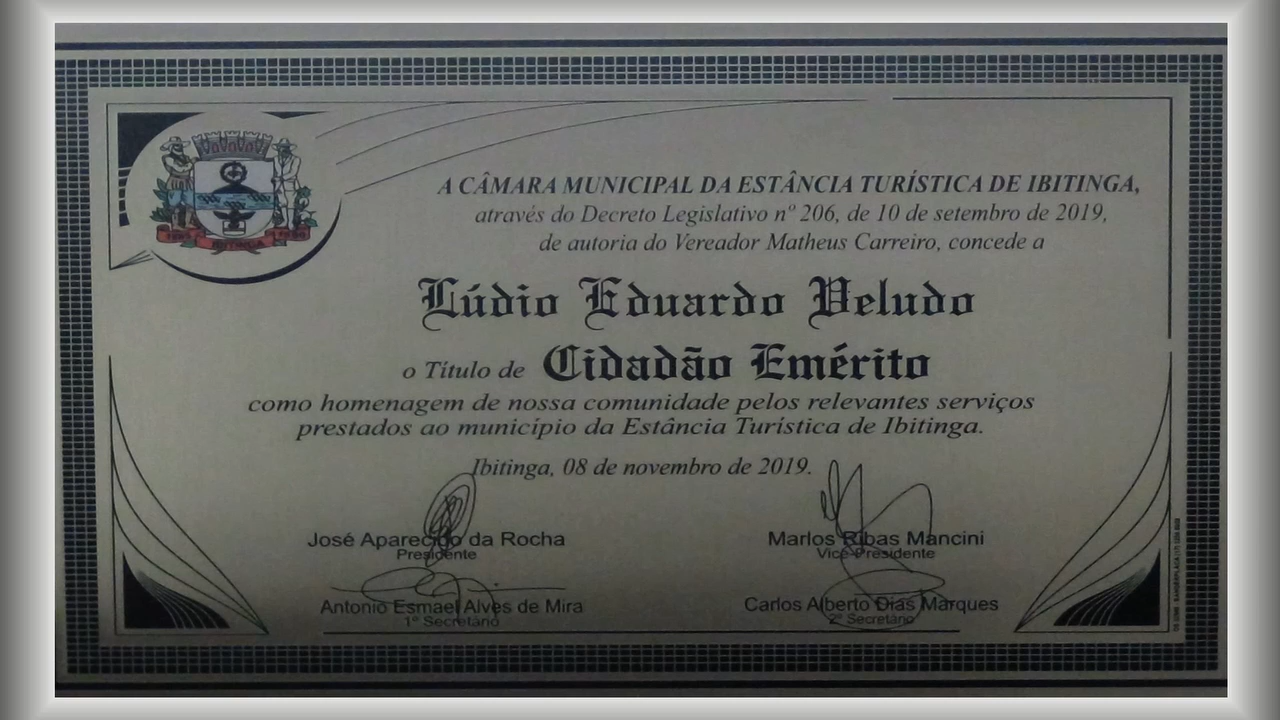 A CÂMARA MUNICIPAL DA ESTÂNCIA TURÍSTICA DE IBITINGA,
através do Decreto Legislativo nº 206, de 10 de setembro de 2019,
de autoria do Vereador Matheus Carreiro, concede a
Lúdio Eduardo Veludo
o Título de Cidadão Emérito
como homenagem de nossa comunidade pelos relevantes serviços
prestados ao município da Estância Turística de Ibitinga.
Ibitinga, 08 de novembro de 2019.
José Aparecido da Rocha
Presidente
Marlos Ribas Mancini
Vice-Presidente
Antonio Esmael Alves de Mira
1º Secretário
Carlos Alberto Dias Marques
2º Secretário
IBITINGA